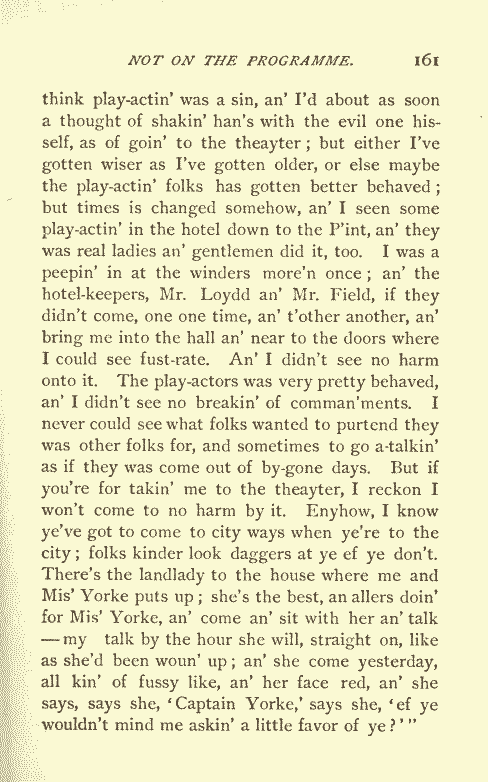 NOT ON THE PROGRAMME. 161
think play-actin' was a sin, an' I'd about as soon
a thought of shakin' han's with the evil one his-
self, as of goin' to the theayter ; but either I've
gotten wiser as I've gotten older, or else maybe
the play-actin' folks has gotten better behaved ;
but times is changed somehow, an' I seen some
play-actin' in the hotel down to the P'int, an' they
was real ladies an' gentlemen did it, too. I was a
peepin' in at the winders more'n once ; an' the
hotel-keepers, Mr. Loydd an' Mr. Field, if they
didn't come, one one time, an' t'other another, an'
bring me into the hall an' near to the doors where
I could see fust-rate. An' I didn't see no harm
onto it. The play-actors was very pretty behaved,
an' I didn't see no breakin' of comman'ments. I
never could see what folks wanted to purtend they
was other folks for, and sometimes to go a-talkin'
as if they was come out of by-gone days. But if
you're for takin' me to the theayter, I reckon I
won't come to no harm by it. Enyhow, I know
ye've got to come to city ways when ye're to the
city ; folks kinder look daggers at ye ef ye don't.
There's the landlady to the house where me and
Mis' Yorke puts up ; she's the best, an allers doin'
for Mis' Yorke, an' come an' sit with her an' talk
— my talk by the hour she will, straight on, like
as she'd been woun' up ; an' she come yesterday,
all kin' of fussy like, an' her face red, an' she
says, says she, 'Captain Yorke,' says she, 'ef ye
wouldn't mind me askin' a little favor of ye ?'"